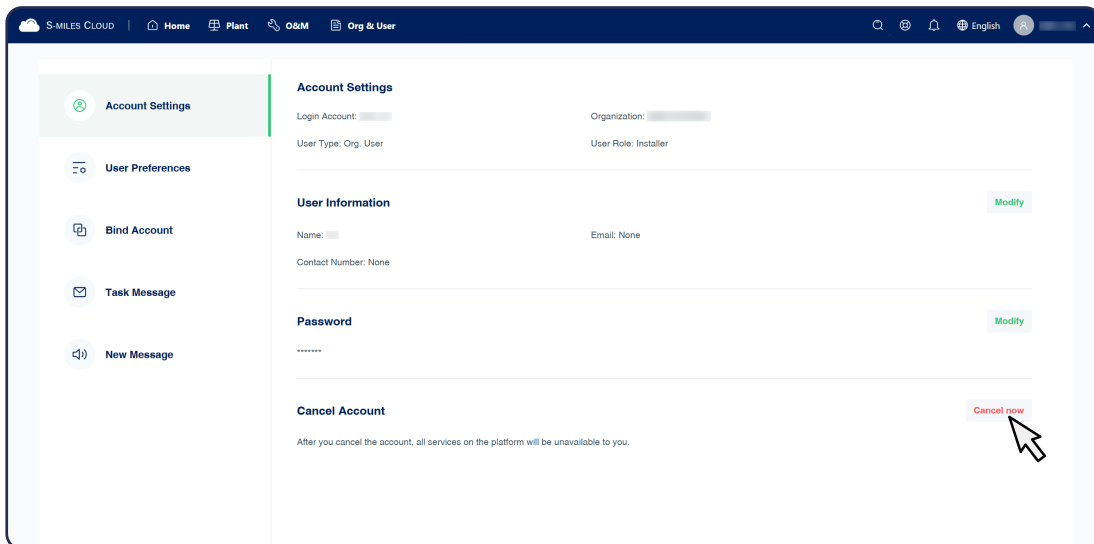 S-MILES CLOUD | Home Plant O&M Org & User English
Account Settings
User Preferences
Bind Account
Task Message
New Message
Account Settings
Login Account: Organization:
User Type: Org. User User Role: Installer
User Information Modify
Name: Email: None
Contact Number: None
Password Modify
*******
Cancel Account Cancel now
After you cancel the account, all services on the platform will be unavailable to you.